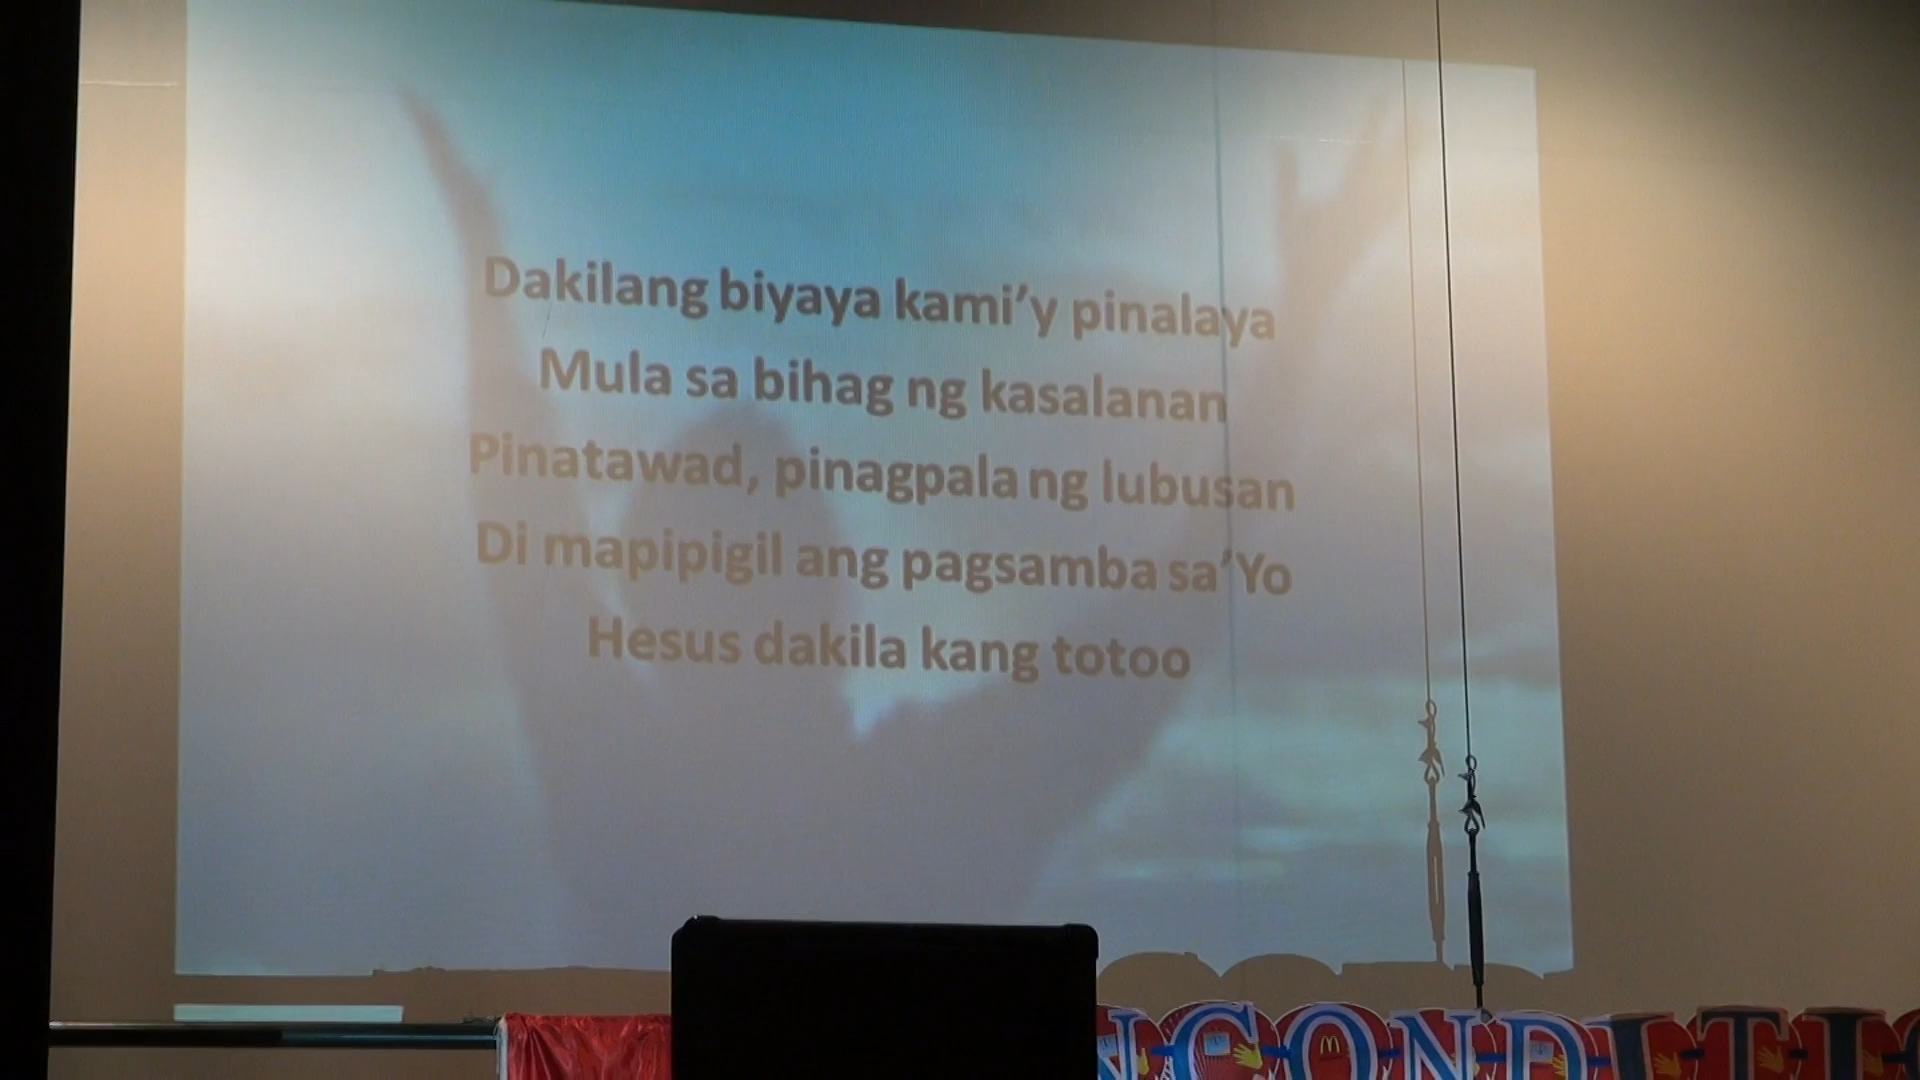 Dakilang biyaya kami’y pinalaya
Mula sa bihag ng kasalanan
Pinatawad, pinagpala ng lubusan
Di mapipigil ang pagsamba sa’Yo
Hesus dakila kang totoo
NCONDITI